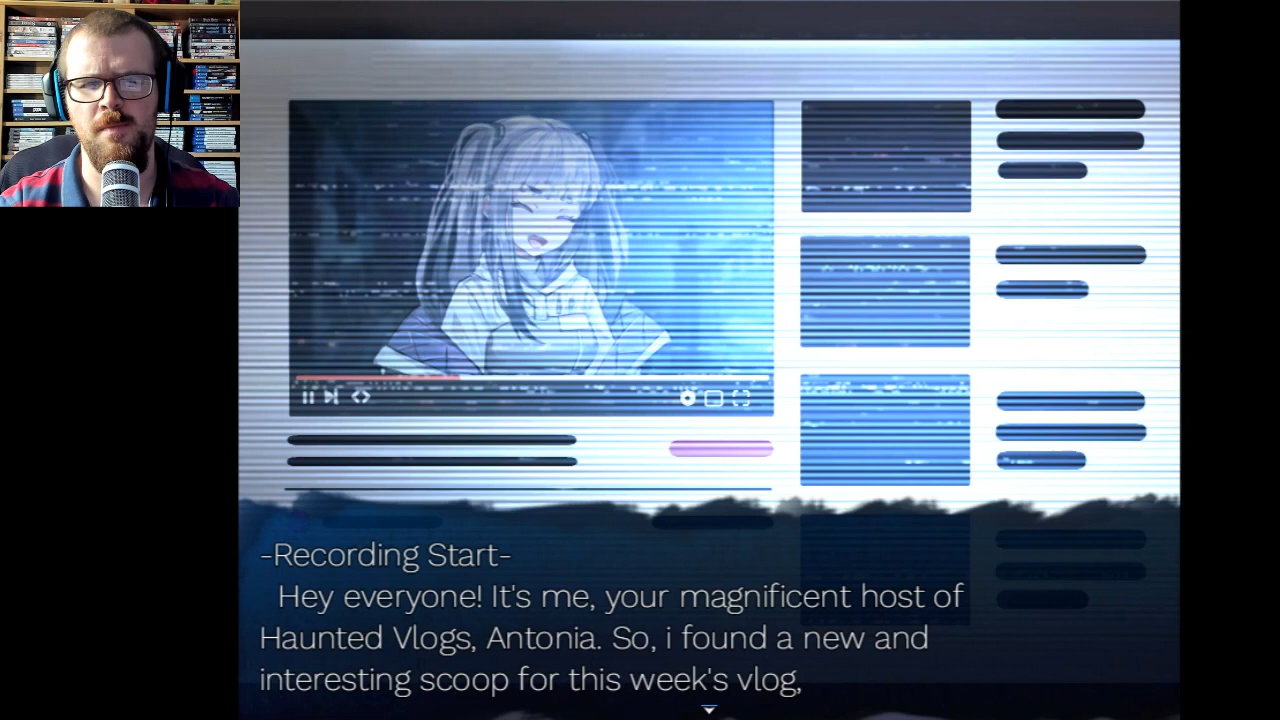 -Recording Start-
Hey everyone! It's me, your magnificent host of
Haunted Vlogs, Antonia. So, i found a new and
interesting scoop for this week's vlog,